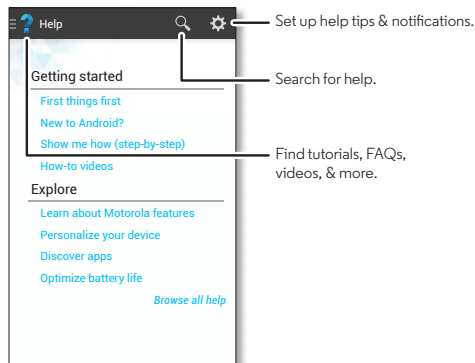 Help
Set up help tips & notifications.
Getting started
Search for help.
First things first
New to Android?
Show me how (step-by-step)
Find tutorials, FAQs,
videos, & more.
How-to videos
Explore
Learn about Motorola features
Personalize your device
Discover apps
Optimize battery life
Browse all help